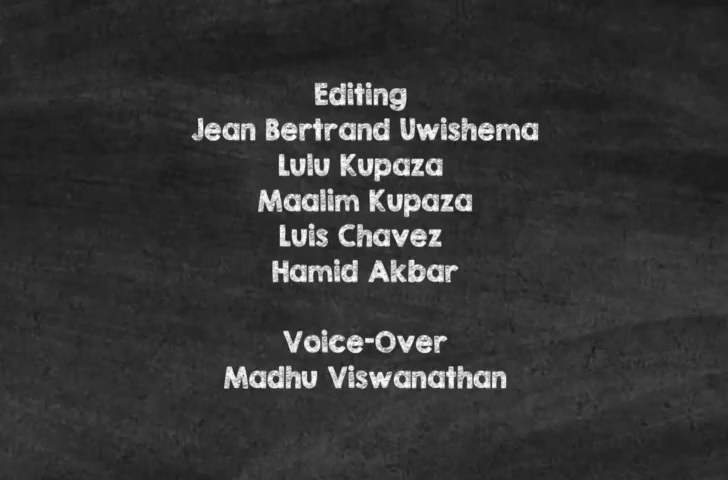 Editing
Jean Bertrand Uwishema
Lulu Kupaza
Maalim Kupaza
Luis Chavez
Hamid Akbar
Voice-Over
Madhu Viswanathan